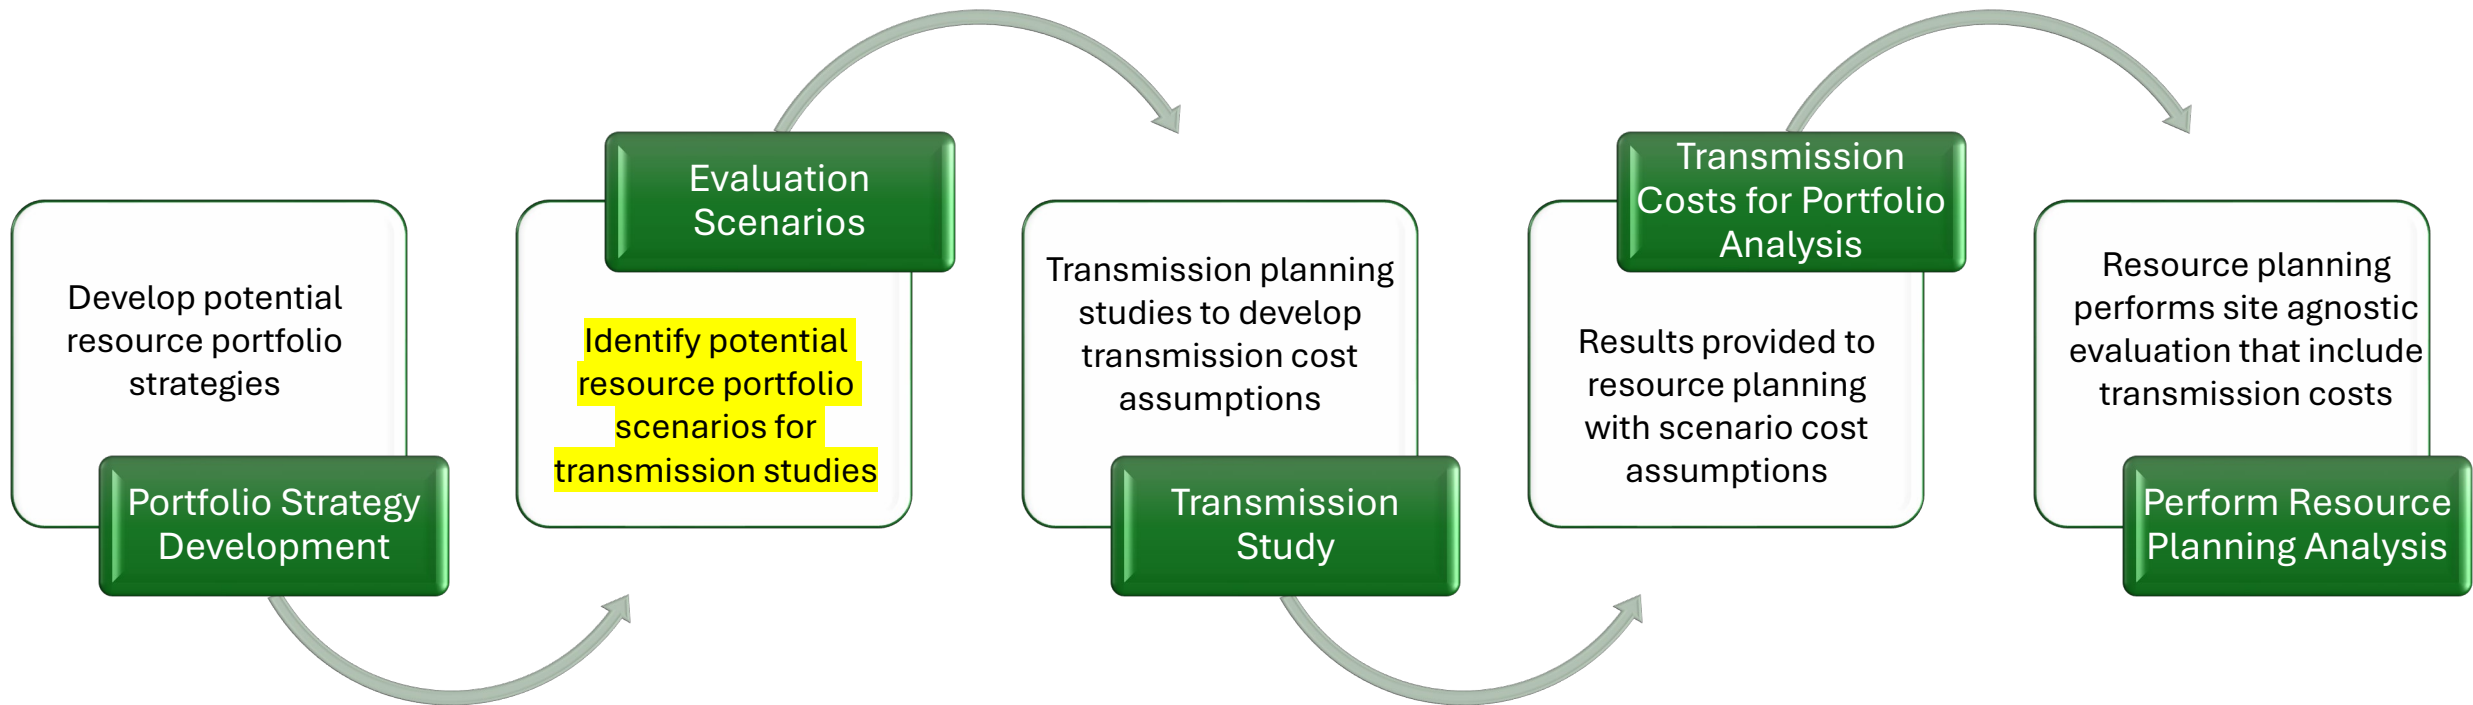 Develop potential
resource portfolio
strategies
Portfolio Strategy
Development
Evaluation
Scenarios
Identify potential
resource portfolio
scenarios for
transmission studies
Transmission planning
studies to develop
transmission cost
assumptions
Transmission
Study
Transmission
Costs for Portfolio
Analysis
Results provided to
resource planning
with scenario cost
assumptions
Resource planning
performs site agnostic
evaluation that include
transmission costs
Perform Resource
Planning Analysis